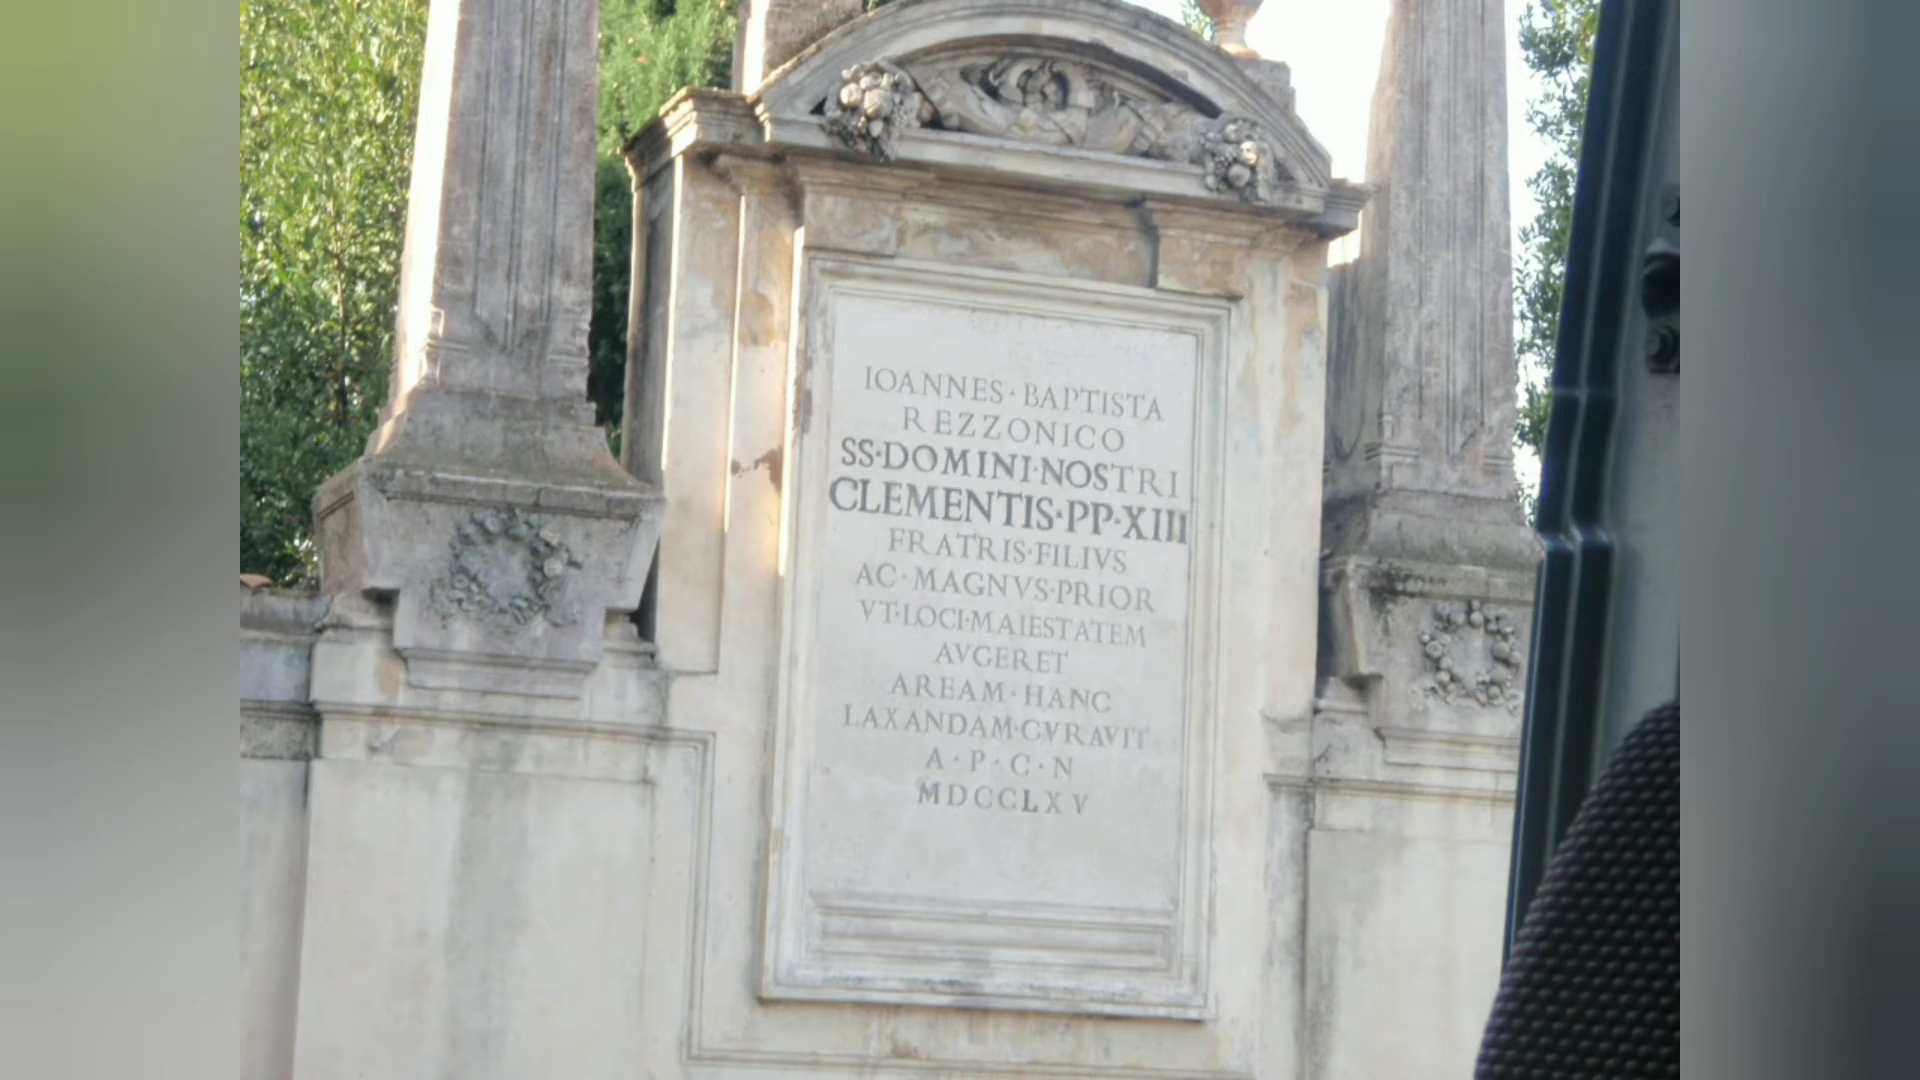 IOANNES · BAPTISTA
REZZONICO
SS · DOMINI · NOSTRI
CLEMENTIS · PP · XIII
FRATRIS · FILIVS
AC · MAGNVS · PRIOR
VT · LOCI · MAIESTATEM
AVGERET
AREAM · HANC
LAXANDAM · CVRAVIT
A · P · C · N
MDCCLXV